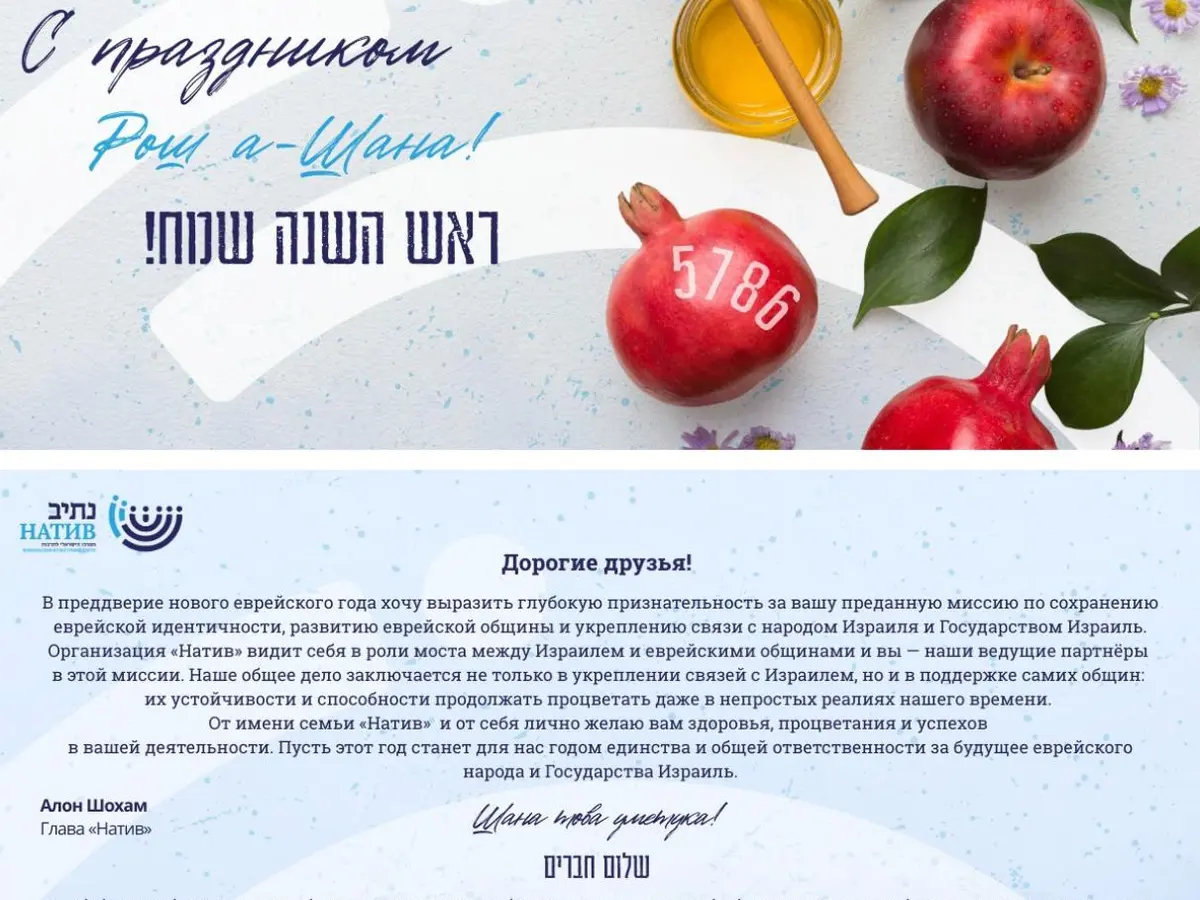 С праздником
Рош а-Шана!
ראש השנה שמח!
5786
נתיב
НАТИВ
Дорогие друзья!
В преддверие нового еврейского года хочу выразить глубокую признательность за вашу преданную миссию по сохранению
еврейской идентичности, развитию еврейской общины и укреплению связи с народом Израиля и Государством Израиль.
Организация «Натив» видит себя в роли моста между Израилем и еврейскими общинами и вы — наши ведущие партнёры
в этой миссии. Наше общее дело заключается не только в укреплении связей с Израилем, но и в поддержке самих общин:
их устойчивости и способности продолжать процветать даже в непростых реалиях нашего времени.
От имени семьи «Натив» и от себя лично желаю вам здоровья, процветания и успехов
в вашей деятельности. Пусть этот год станет для нас годом единства и общей ответственности за будущее еврейского
народа и Государства Израиль.
Алон Шохам
Глава «Натив»
Шана това уметука!
שלום חברים